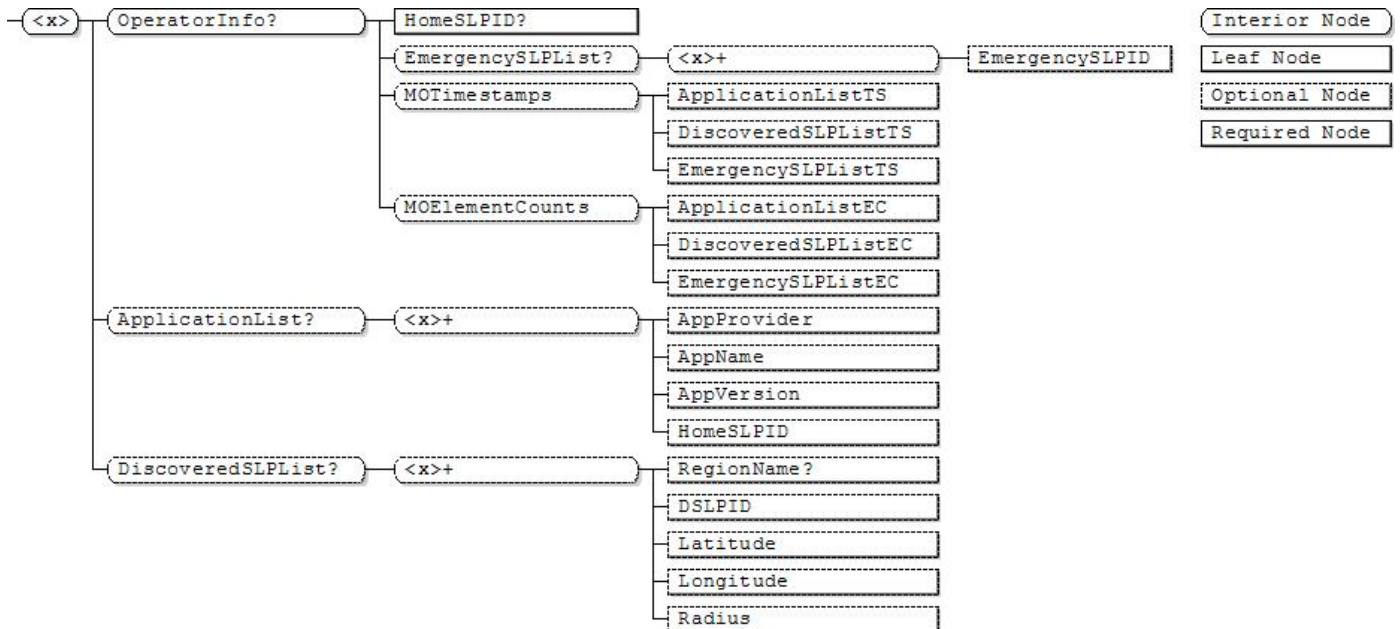 <x>
OperatorInfo?
HomeSLPID?
Interior Node
EmergencySLPList?
<x>+
EmergencySLPID
Leaf Node
MOTimestamps
ApplicationListTS
Optional Node
DiscoveredSLPListTS
Required Node
EmergencySLPListTS
MOElementCounts
ApplicationListEC
DiscoveredSLPListEC
EmergencySLPListEC
ApplicationList?
<x>+
AppProvider
AppName
AppVersion
HomeSLPID
DiscoveredSLPList?
<x>+
RegionName?
DSLPID
Latitude
Longitude
Radius